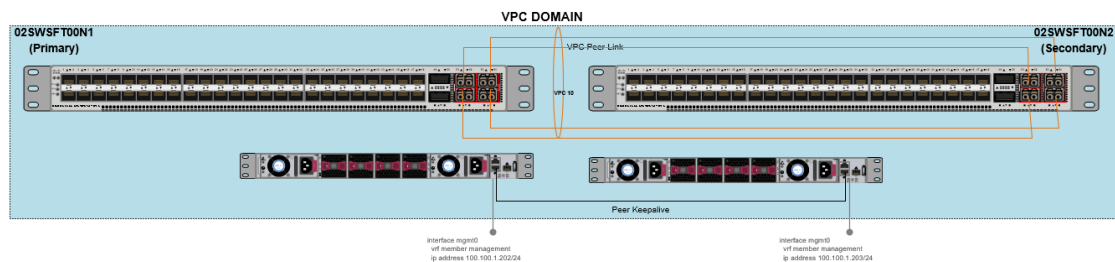 VPC DOMAIN
02SWSFT00N1
(Primary)
02SWSFT00N2
(Secondary)
VPC Peer Link
VPC 10
Peer Keepalive
interface mgmt0
vrf member management
ip address 100.100.1.202/24
interface mgmt0
vrf member management
ip address 100.100.1.203/24